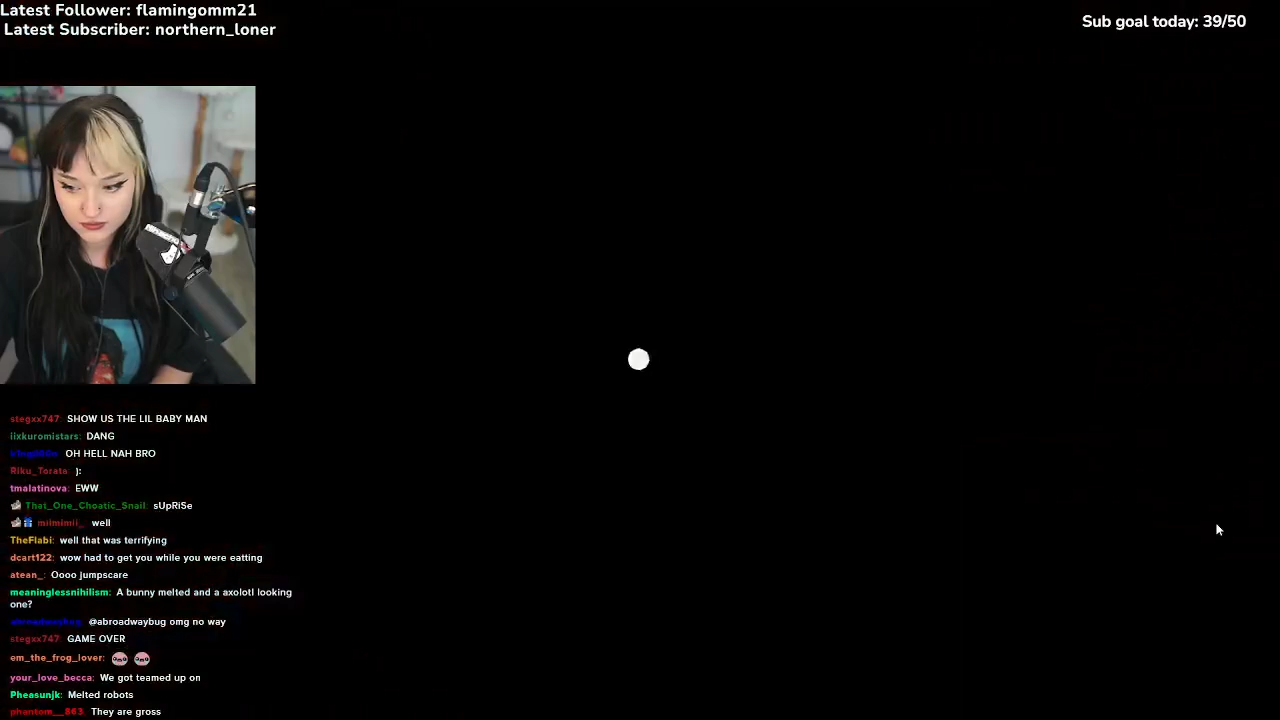 Latest Follower: flamingomm21
Latest Subscriber: northern_loner
Sub goal today: 39/50
stegxx747: SHOW US THE LIL BABY MAN
iixkuromistars: DANG
OH HELL NAH BRO
Riku_Torata: ):
tmalatinova: EWW
That_One_Choatic_Snail: sUpRiSe
miimimii_: well
TheFlabi: well that was terrifying
dcart122: wow had to get you while you were eatting
atean_: Oooo jumpscare
meaninglessnihilism: A bunny melted and a axolotl looking
one?
abroadwaybug: @abroadwaybug omg no way
stegxx747: GAME OVER
em_the_frog_lover:
your_love_becca: We got teamed up on
Pheasunjk: Melted robots
phantom__863: They are gross